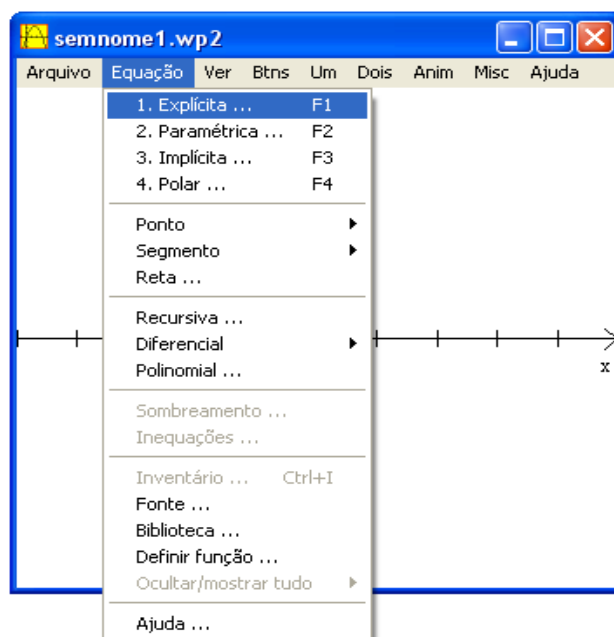 semnome1.wp2
Arquivo Equação Ver Btns Um Dois Anim Misc Ajuda
1. Explícita ... F1
2. Paramétrica ... F2
3. Implícita ... F3
4. Polar ... F4
Ponto
Segmento
Reta ...
Recursiva ...
Diferencial
Polinomial ...
x
Sombreamento ...
Inequações ...
Inventário ... Ctrl+I
Fonte ...
Biblioteca ...
Definir função ...
Ocultar/mostrar tudo
Ajuda ...